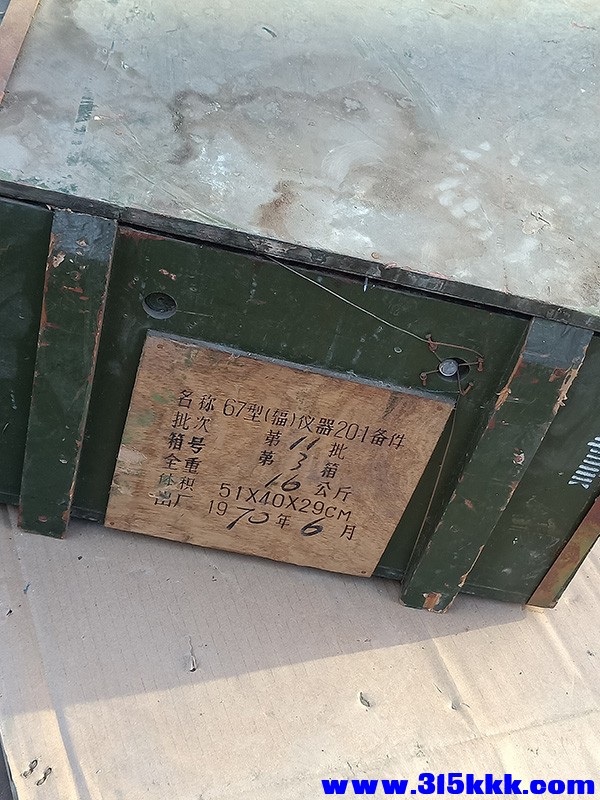 名称 67型(辐)仪器201备件
批次 第11批
箱号 第3箱
全重 16公斤
体积 51X40X29CM
出厂 1970年6月
www.315kkk.com